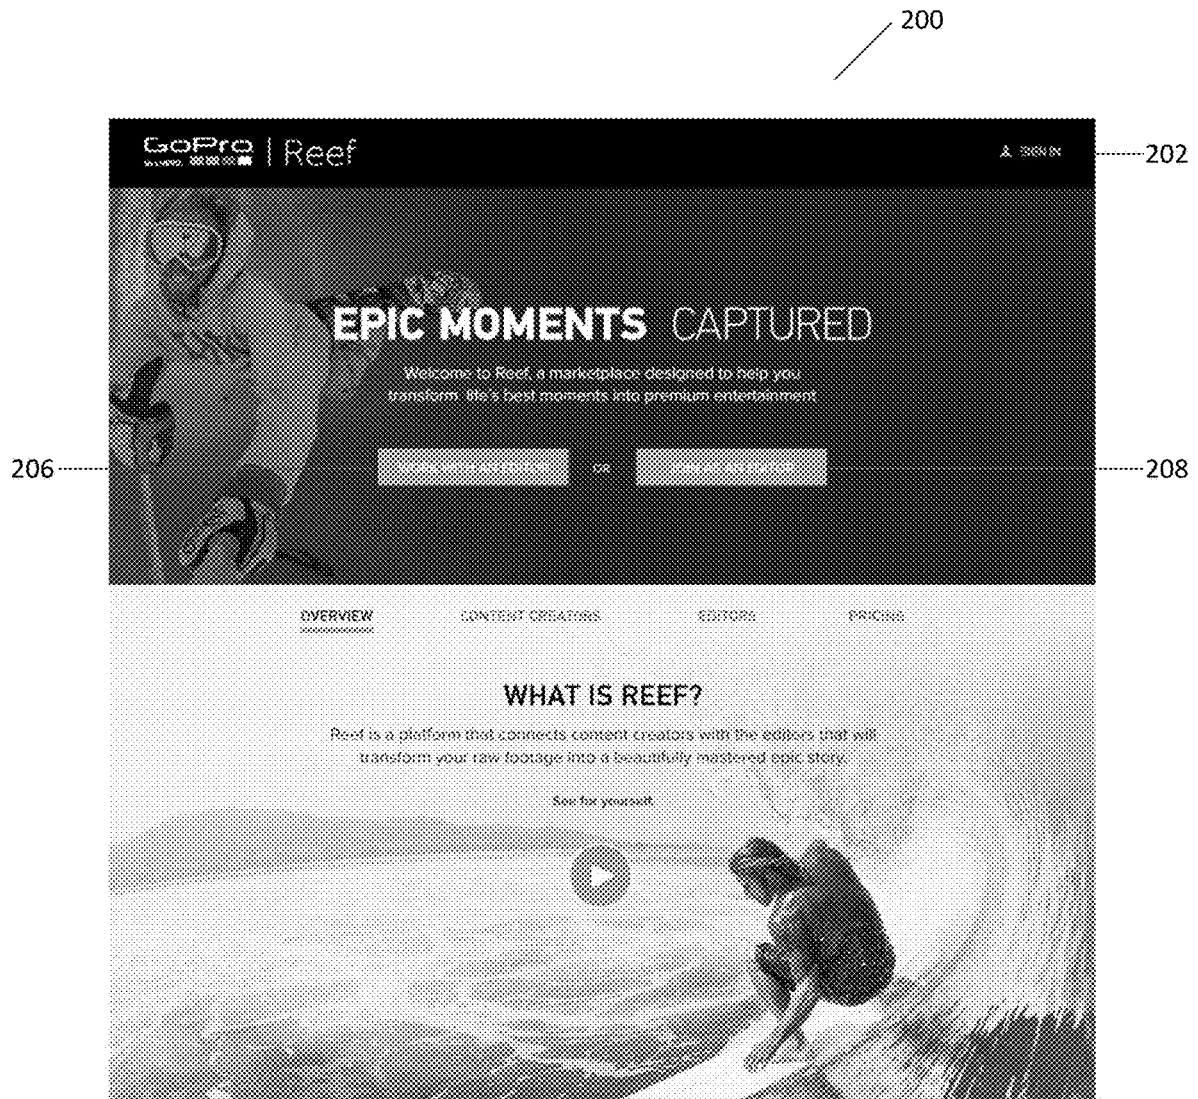 200
GoPro | Reef
SIGN IN
202
EPIC MOMENTS CAPTURED
Welcome to Reef, a marketplace designed to help you
transform life's best moments into premium entertainment
206
OR
208
OVERVIEW CONTENT CREATORS EDITORS PRICING
WHAT IS REEF?
Reef is a platform that connects content creators with the editors that will
transform your raw footage into a beautifully mastered epic story.
See for yourself.